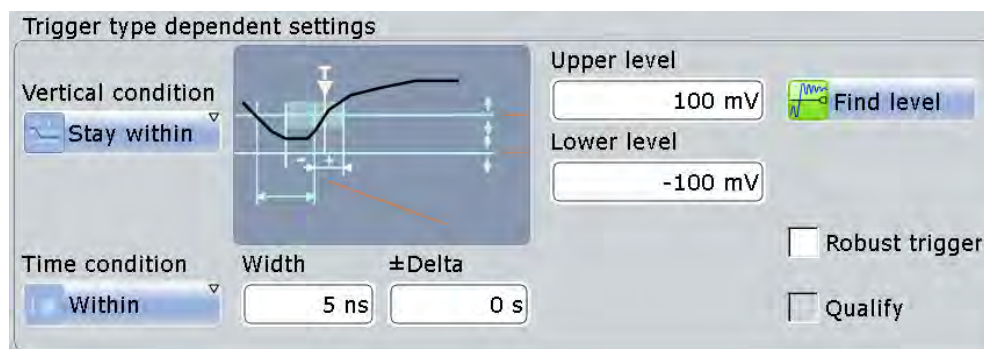 Trigger type dependent settings
Vertical condition
Stay within
T
- +
Upper level
100 mV
Find level
Lower level
-100 mV
Robust trigger
Time condition
Within
Width
5 ns
±Delta
0 s
Qualify